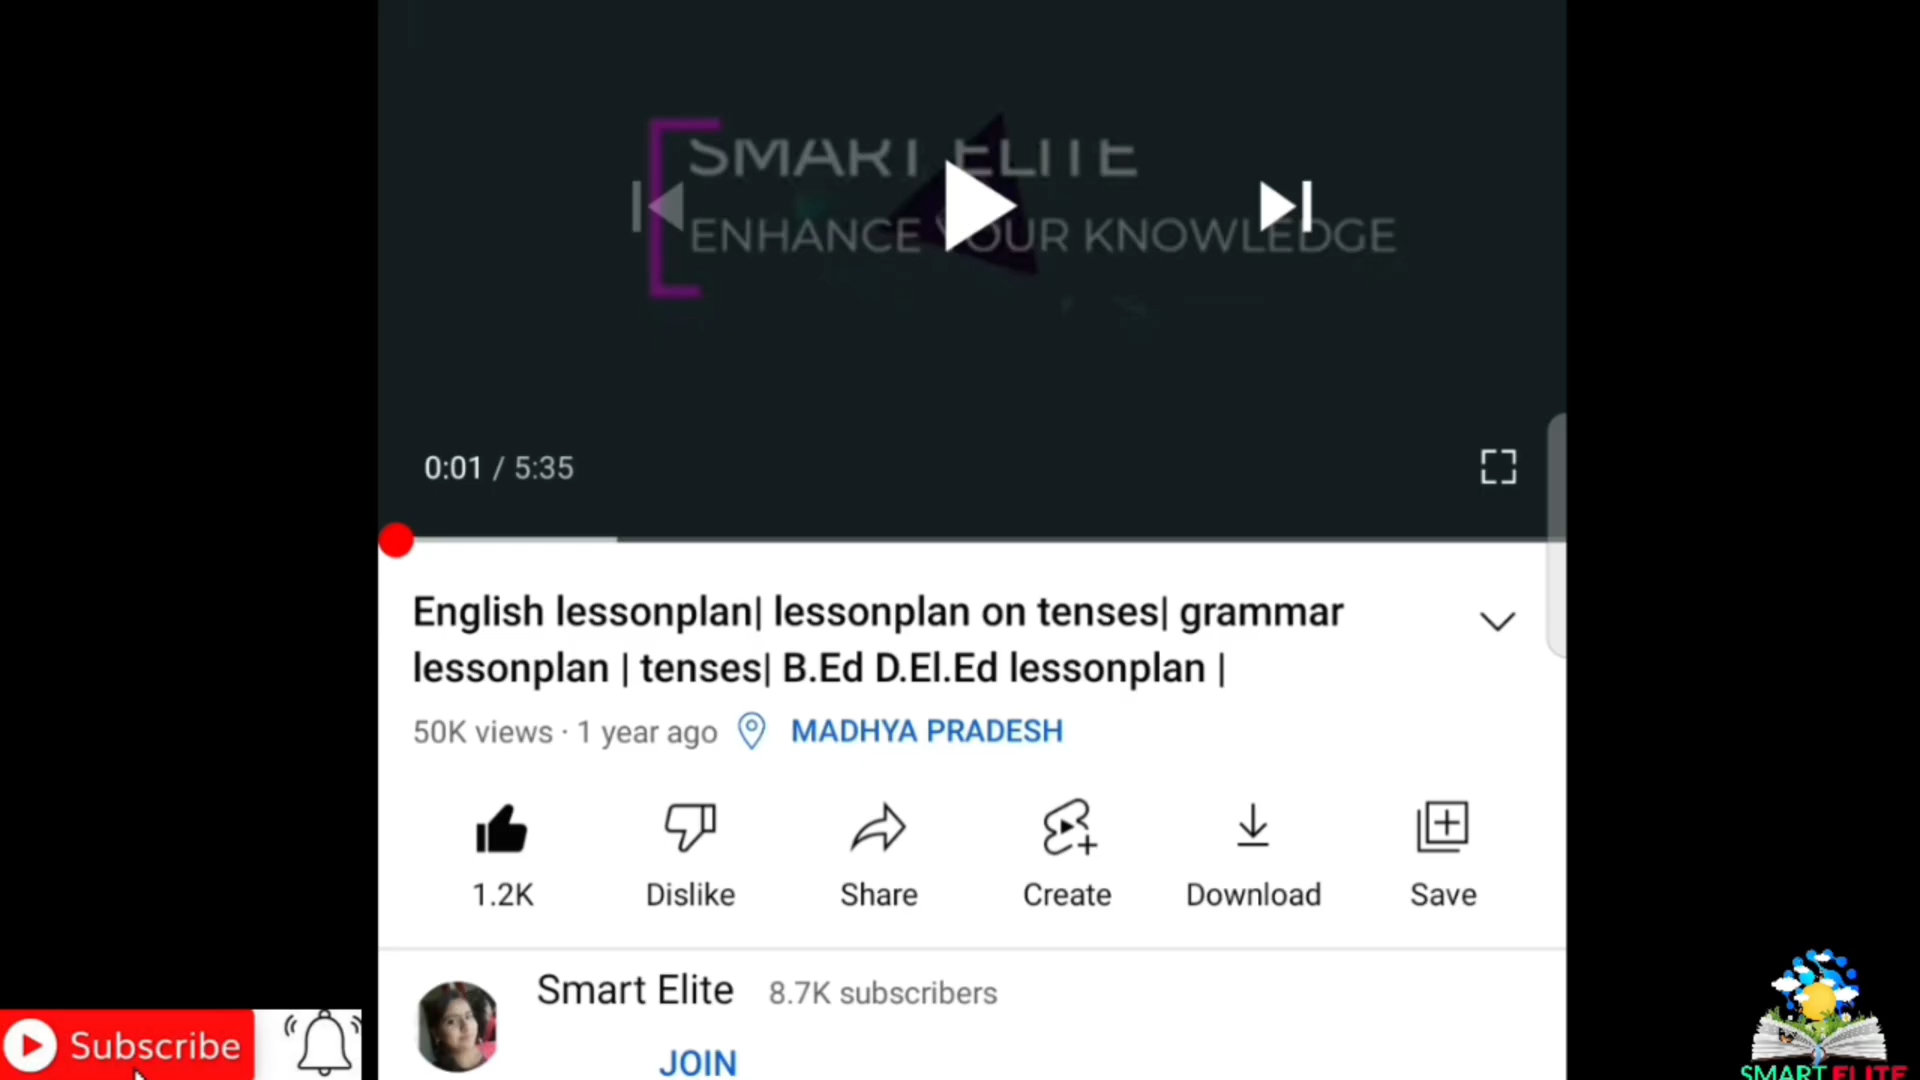 SMART ELITE
ENHANCE YOUR KNOWLEDGE
0:01 / 5:35
English lessonplan| lessonplan on tenses| grammar
lessonplan | tenses| B.Ed D.El.Ed lessonplan |
50K views · 1 year ago MADHYA PRADESH
1.2K Dislike Share Create Download Save
Smart Elite 8.7K subscribers
JOIN
Subscribe
SMART ELITE